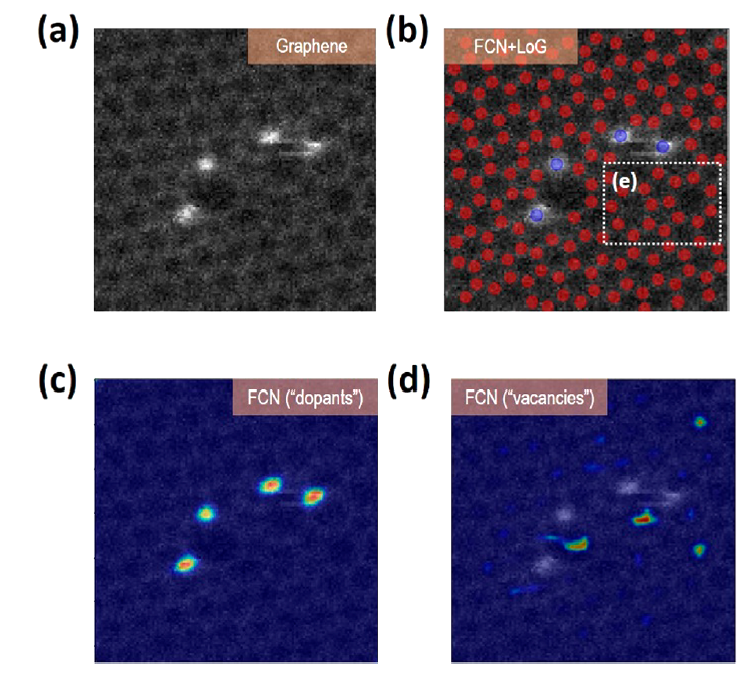 (a)
Graphene
(b)
FCN+LoG
(e)
(c)
FCN (“dopants”)
(d)
FCN (“vacancies”)